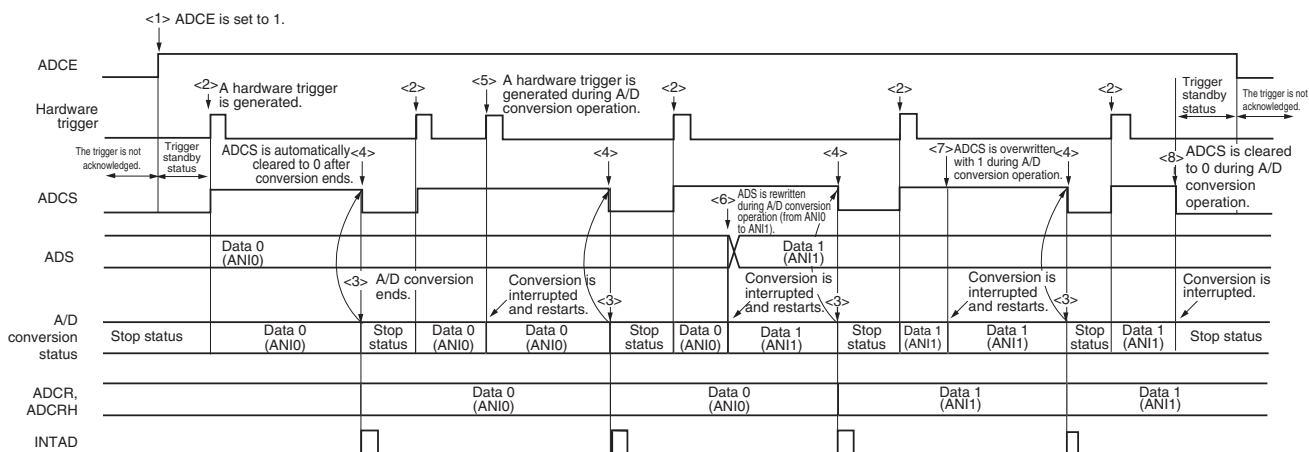 <1> ADCE is set to 1.
ADCE
<2> A hardware trigger
is generated.
<2>
<5> A hardware trigger is
generated during A/D
conversion operation.
<2>
<2>
<2>
Trigger
standby
status
The trigger is not
acknowledged.
Hardware
trigger
The trigger is not
acknowledged.
Trigger
standby
status
ADCS is automatically
cleared to 0 after
conversion ends.
<4>
<4>
<4>
<7> ADCS is overwritten
with 1 during A/D
conversion operation.
<4>
<8> ADCS is cleared
to 0 during A/D
conversion
operation.
ADCS
<6> ADS is rewritten
during A/D conversion
operation (from ANI0
to ANI1).
ADS
Data 0
(ANI0)
Data 1
(ANI1)
<3> A/D conversion
ends.
Conversion is
interrupted
and restarts.
<3>
Conversion is
interrupted
and restarts.
<3>
Conversion is
interrupted
and restarts.
<3>
Conversion is
interrupted.
A/D
conversion
status
Stop status
Data 0
(ANI0)
Stop
status
Data 0
(ANI0)
Data 0
(ANI0)
Stop
status
Data 0
(ANI0)
Data 1
(ANI1)
Stop
status
Data 1
(ANI1)
Data 1
(ANI1)
Stop
status
Data 1
(ANI1)
Stop status
ADCR,
ADCRH
Data 0
(ANI0)
Data 0
(ANI0)
Data 1
(ANI1)
Data 1
(ANI1)
INTAD